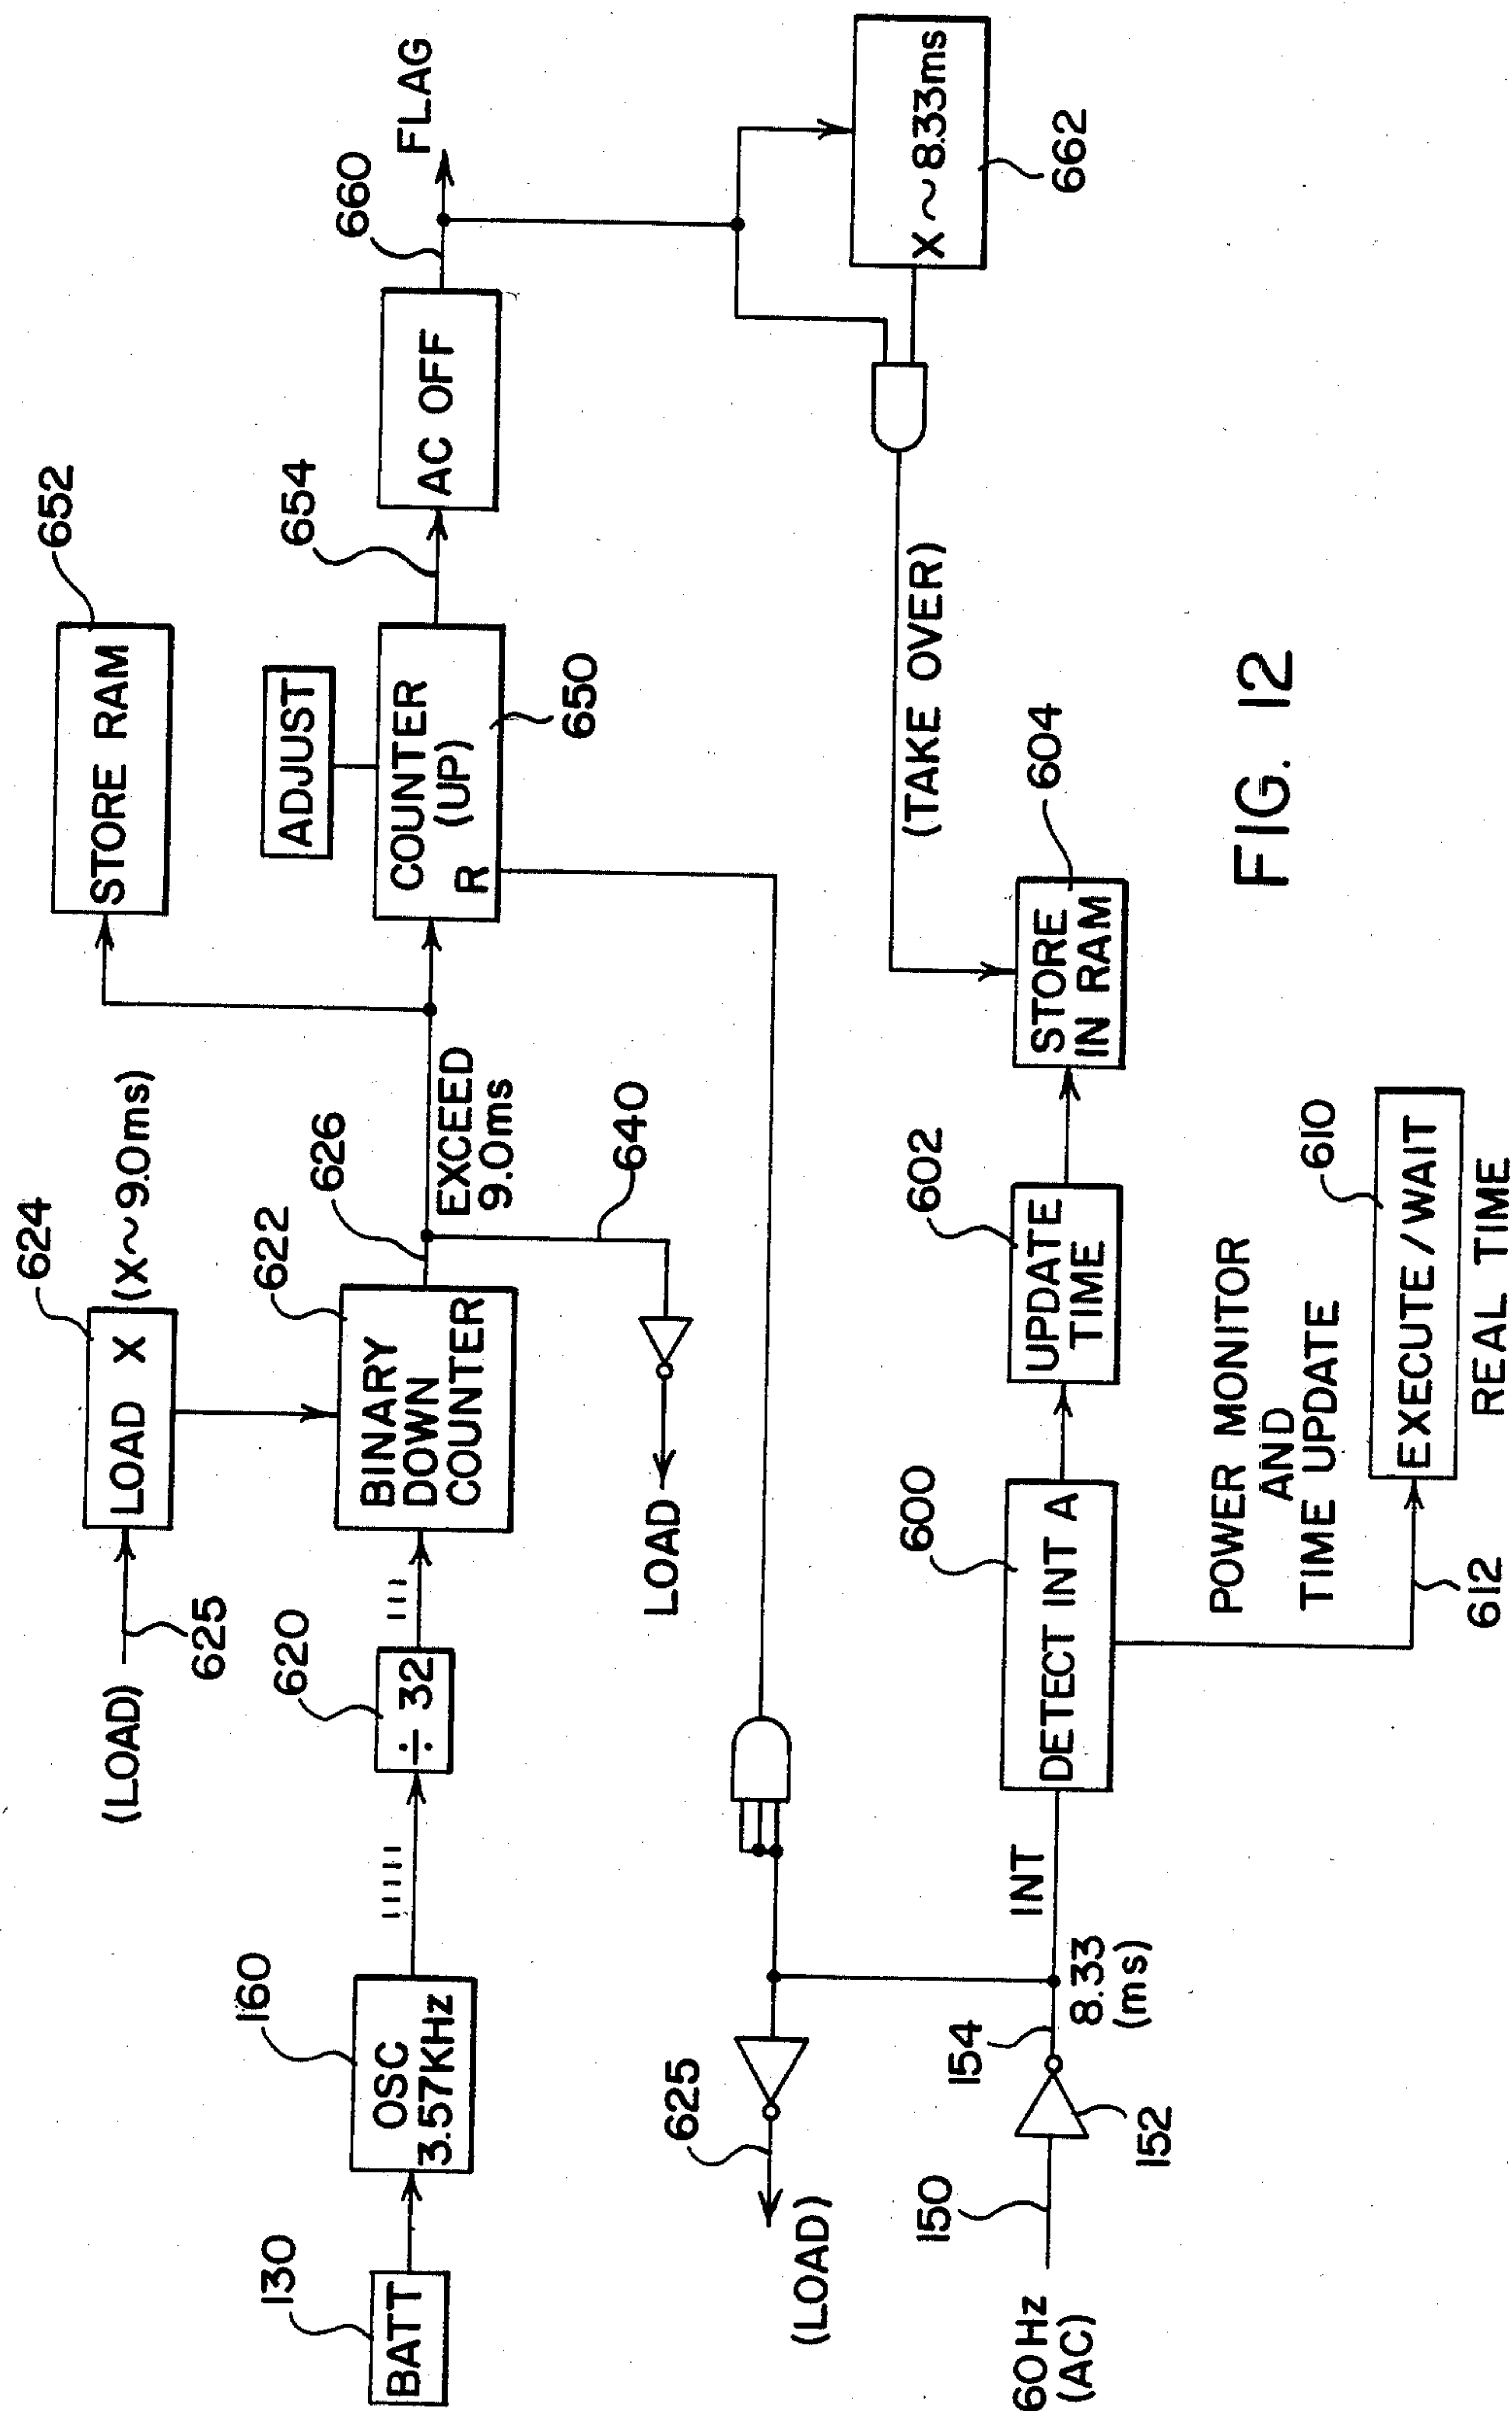 652
STORE RAM
624
LOAD X
(X~9.0ms)
(LOAD)
625
ADJUST
130
BATT
160
OSC
3.57KHz
620
÷ 32
622
BINARY
DOWN
COUNTER
626
EXCEED
9.0ms
640
LOAD
COUNTER
(UP)
R
650
654
AC OFF
660
FLAG
X~8.33ms
662
(TAKE OVER)
625
(LOAD)
60Hz
(AC)
150
152
154
8.33
(ms)
INT
600
DETECT INT A
602
UPDATE
TIME
604
STORE
IN RAM
612
610
EXECUTE/WAIT
REAL TIME
POWER MONITOR
AND
TIME UPDATE
FIG. 12